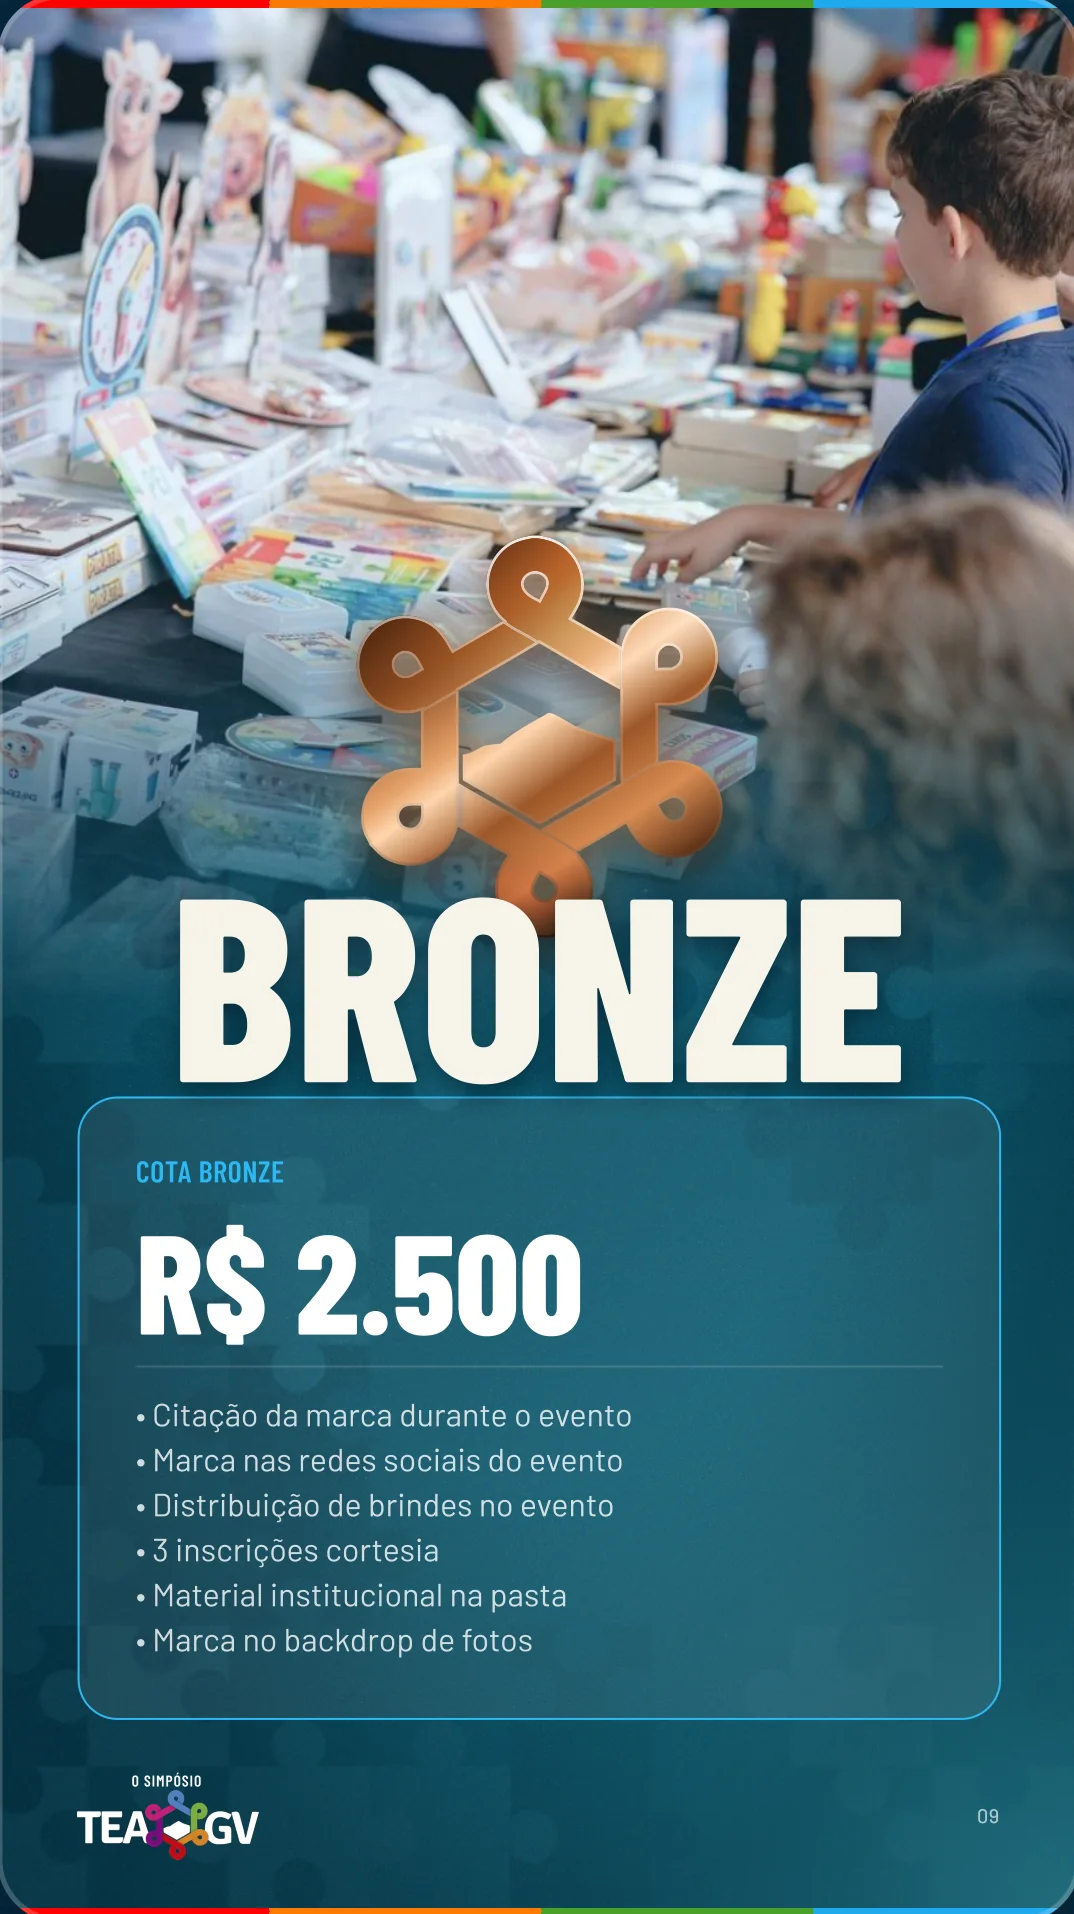 BRONZE
COTA BRONZE
R$ 2.500
• Citação da marca durante o evento
• Marca nas redes sociais do evento
• Distribuição de brindes no evento
• 3 inscrições cortesia
• Material institucional na pasta
• Marca no backdrop de fotos
O SIMPÓSIO
TEA GV
09